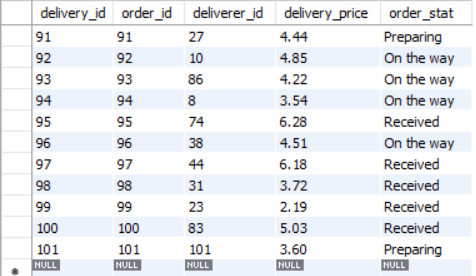 delivery_id order_id deliverer_id delivery_price order_stat
91 91 27 4.44 Preparing
92 92 10 4.85 On the way
93 93 86 4.22 On the way
94 94 8 3.54 On the way
95 95 74 6.28 Received
96 96 38 4.51 On the way
97 97 44 6.18 Received
98 98 31 3.72 Received
99 99 23 2.19 Received
100 100 83 5.03 Received
101 101 101 3.60 Preparing
NULL NULL NULL NULL NULL